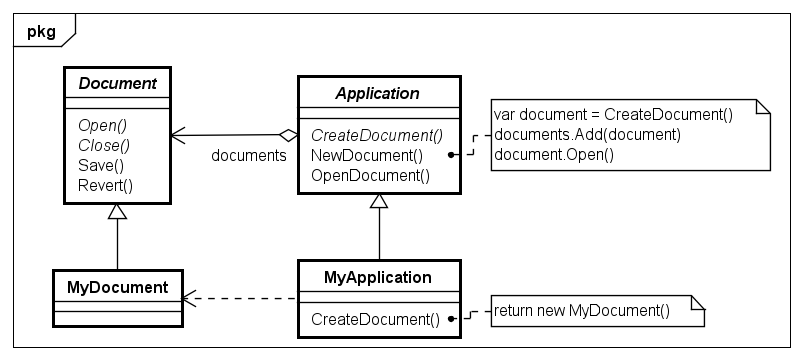 pkg
Document
Open()
Close()
Save()
Revert()
documents
Application
CreateDocument()
NewDocument()
OpenDocument()
var document = CreateDocument()
documents.Add(document)
document.Open()
MyDocument
MyApplication
CreateDocument()
return new MyDocument()